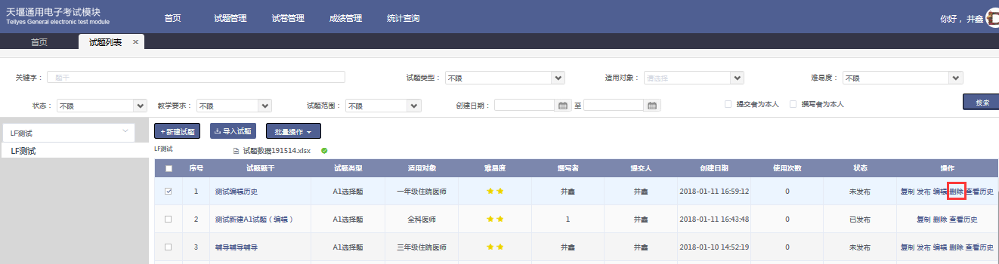 天堰通用电子考试模块
Tellyes General electronic test module
首页 试题管理 试卷管理 成绩管理 统计查询
你好，井鑫
首页 试题列表 ×
关键字： 题干 试题类型： 不限 适用对象： 请选择 难易度： 不限
状态： 不限 教学要求： 不限 试题范围： 不限 创建日期： 至 提交者为本人 撰写者为本人 搜索
LF测试
LF测试
+新建试题 导入试题 批量操作
LF测试 试题数据191514.xlsx
序号 试题题干 试题类型 适用对象 难易度 撰写者 提交人 创建日期 使用次数 状态 操作
1 测试编辑历史 A1选择题 一年级住院医师 井鑫 井鑫 2018-01-11 16:59:12 0 未发布 复制 发布 编辑 删除 查看历史
2 测试新建A1试题（编辑） A1选择题 全科医师 1 井鑫 2018-01-11 16:43:48 0 已发布 复制 删除 查看历史
3 辅导辅导辅导 A1选择题 三年级住院医师 井鑫 井鑫 2018-01-10 14:52:19 0 未发布 复制 发布 编辑 删除 查看历史